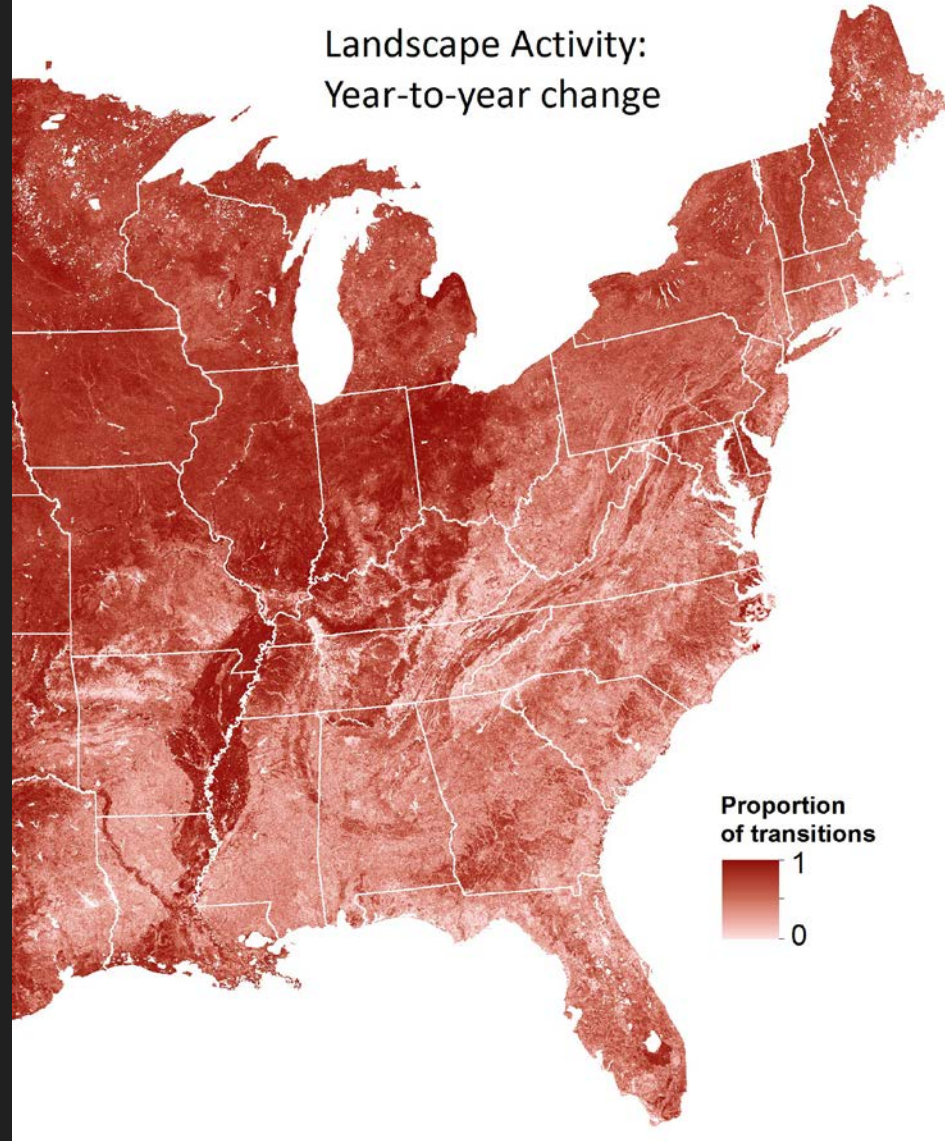 Landscape Activity:
Year-to-year change
Proportion
of transitions
1
0